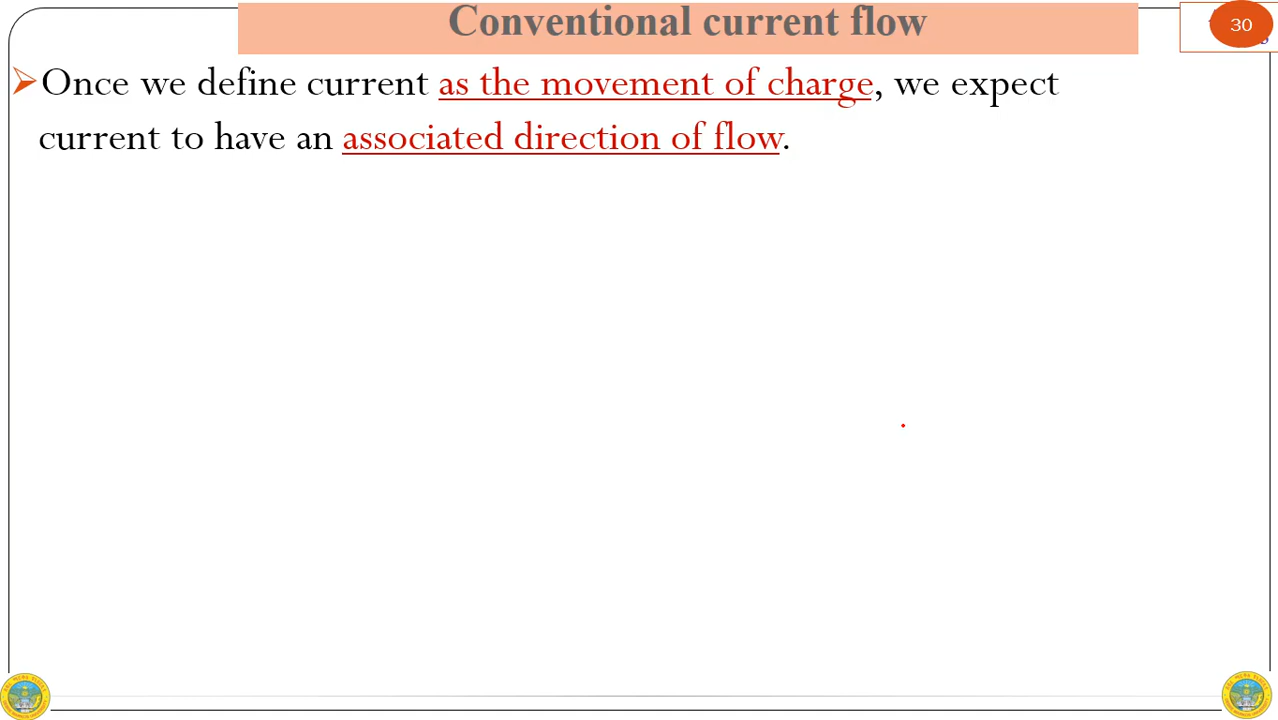 Conventional current flow
30
Once we define current as the movement of charge, we expect
current to have an associated direction of flow.